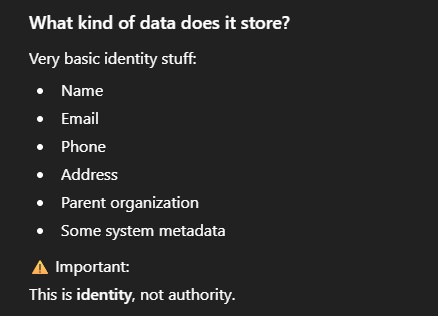 What kind of data does it store?
Very basic identity stuff:
• Name
• Email
• Phone
• Address
• Parent organization
• Some system metadata
⚠️ Important:
This is identity, not authority.